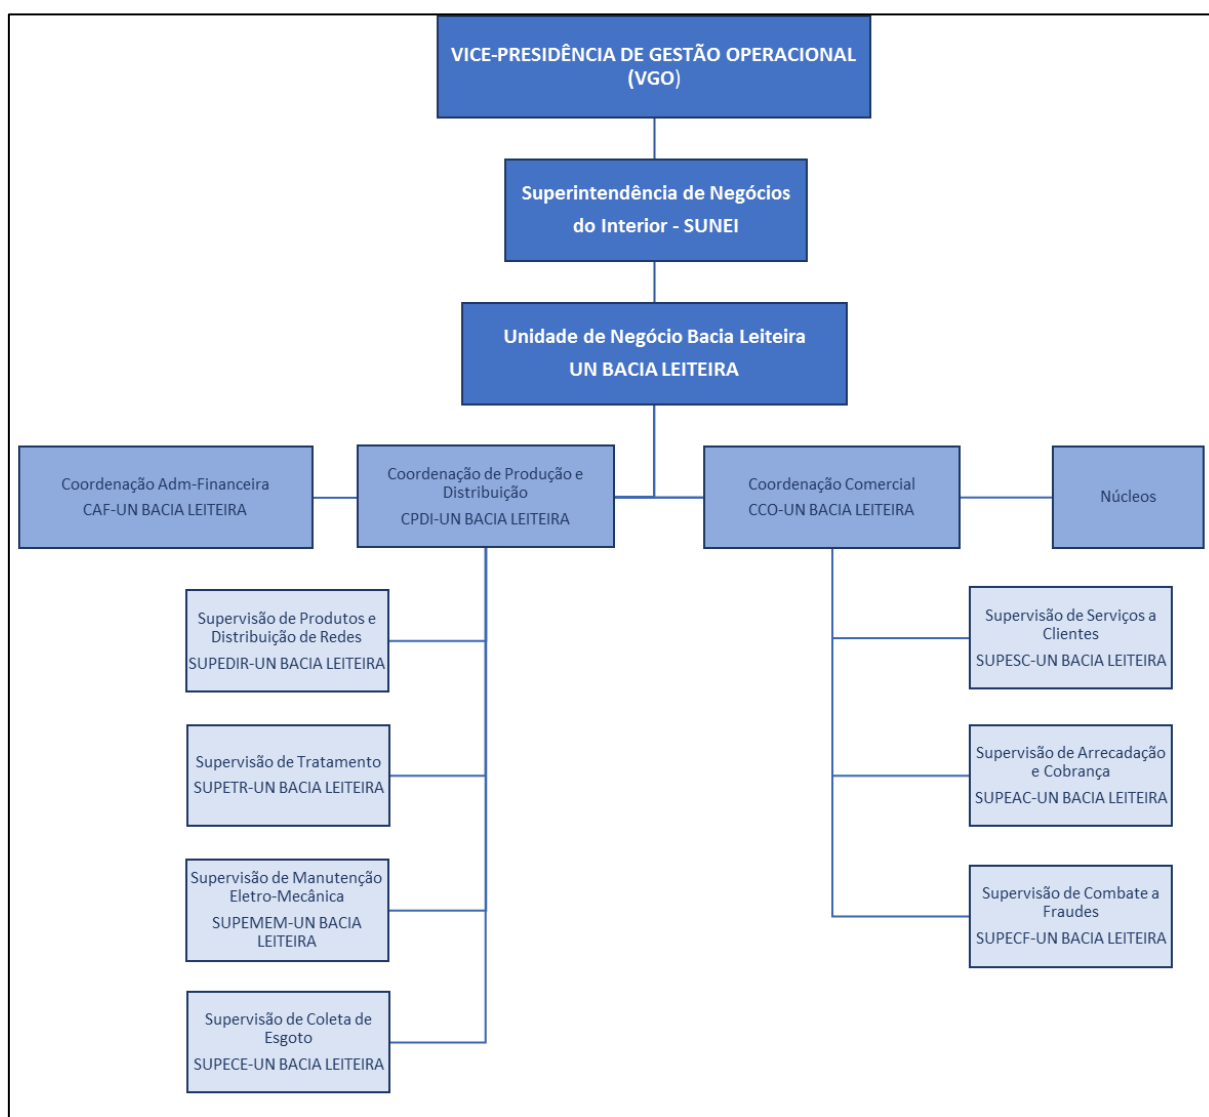 VICE-PRESIDÊNCIA DE GESTÃO OPERACIONAL
(VGO)
Superintendência de Negócios
do Interior - SUNEI
Unidade de Negócio Bacia Leiteira
UN BACIA LEITEIRA
Coordenação Adm-Financeira
CAF-UN BACIA LEITEIRA
Coordenação de Produção e
Distribuição
CPDI-UN BACIA LEITEIRA
Coordenação Comercial
CCO-UN BACIA LEITEIRA
Núcleos
Supervisão de Produtos e
Distribuição de Redes
SUPEDIR-UN BACIA LEITEIRA
Supervisão de Tratamento
SUPETR-UN BACIA LEITEIRA
Supervisão de Manutenção
Eletro-Mecânica
SUPEMEM-UN BACIA
LEITEIRA
Supervisão de Coleta de
Esgoto
SUPECE-UN BACIA LEITEIRA
Supervisão de Serviços a
Clientes
SUPESC-UN BACIA LEITEIRA
Supervisão de Arrecadação
e Cobrança
SUPEAC-UN BACIA LEITEIRA
Supervisão de Combate a
Fraudes
SUPECF-UN BACIA LEITEIRA